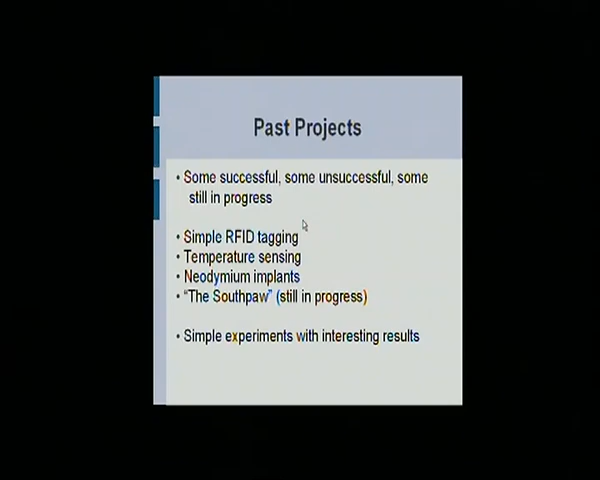 Past Projects
• Some successful, some unsuccessful, some
still in progress
• Simple RFID tagging
• Temperature sensing
• Neodymium implants
• “The Southpaw” (still in progress)
• Simple experiments with interesting results